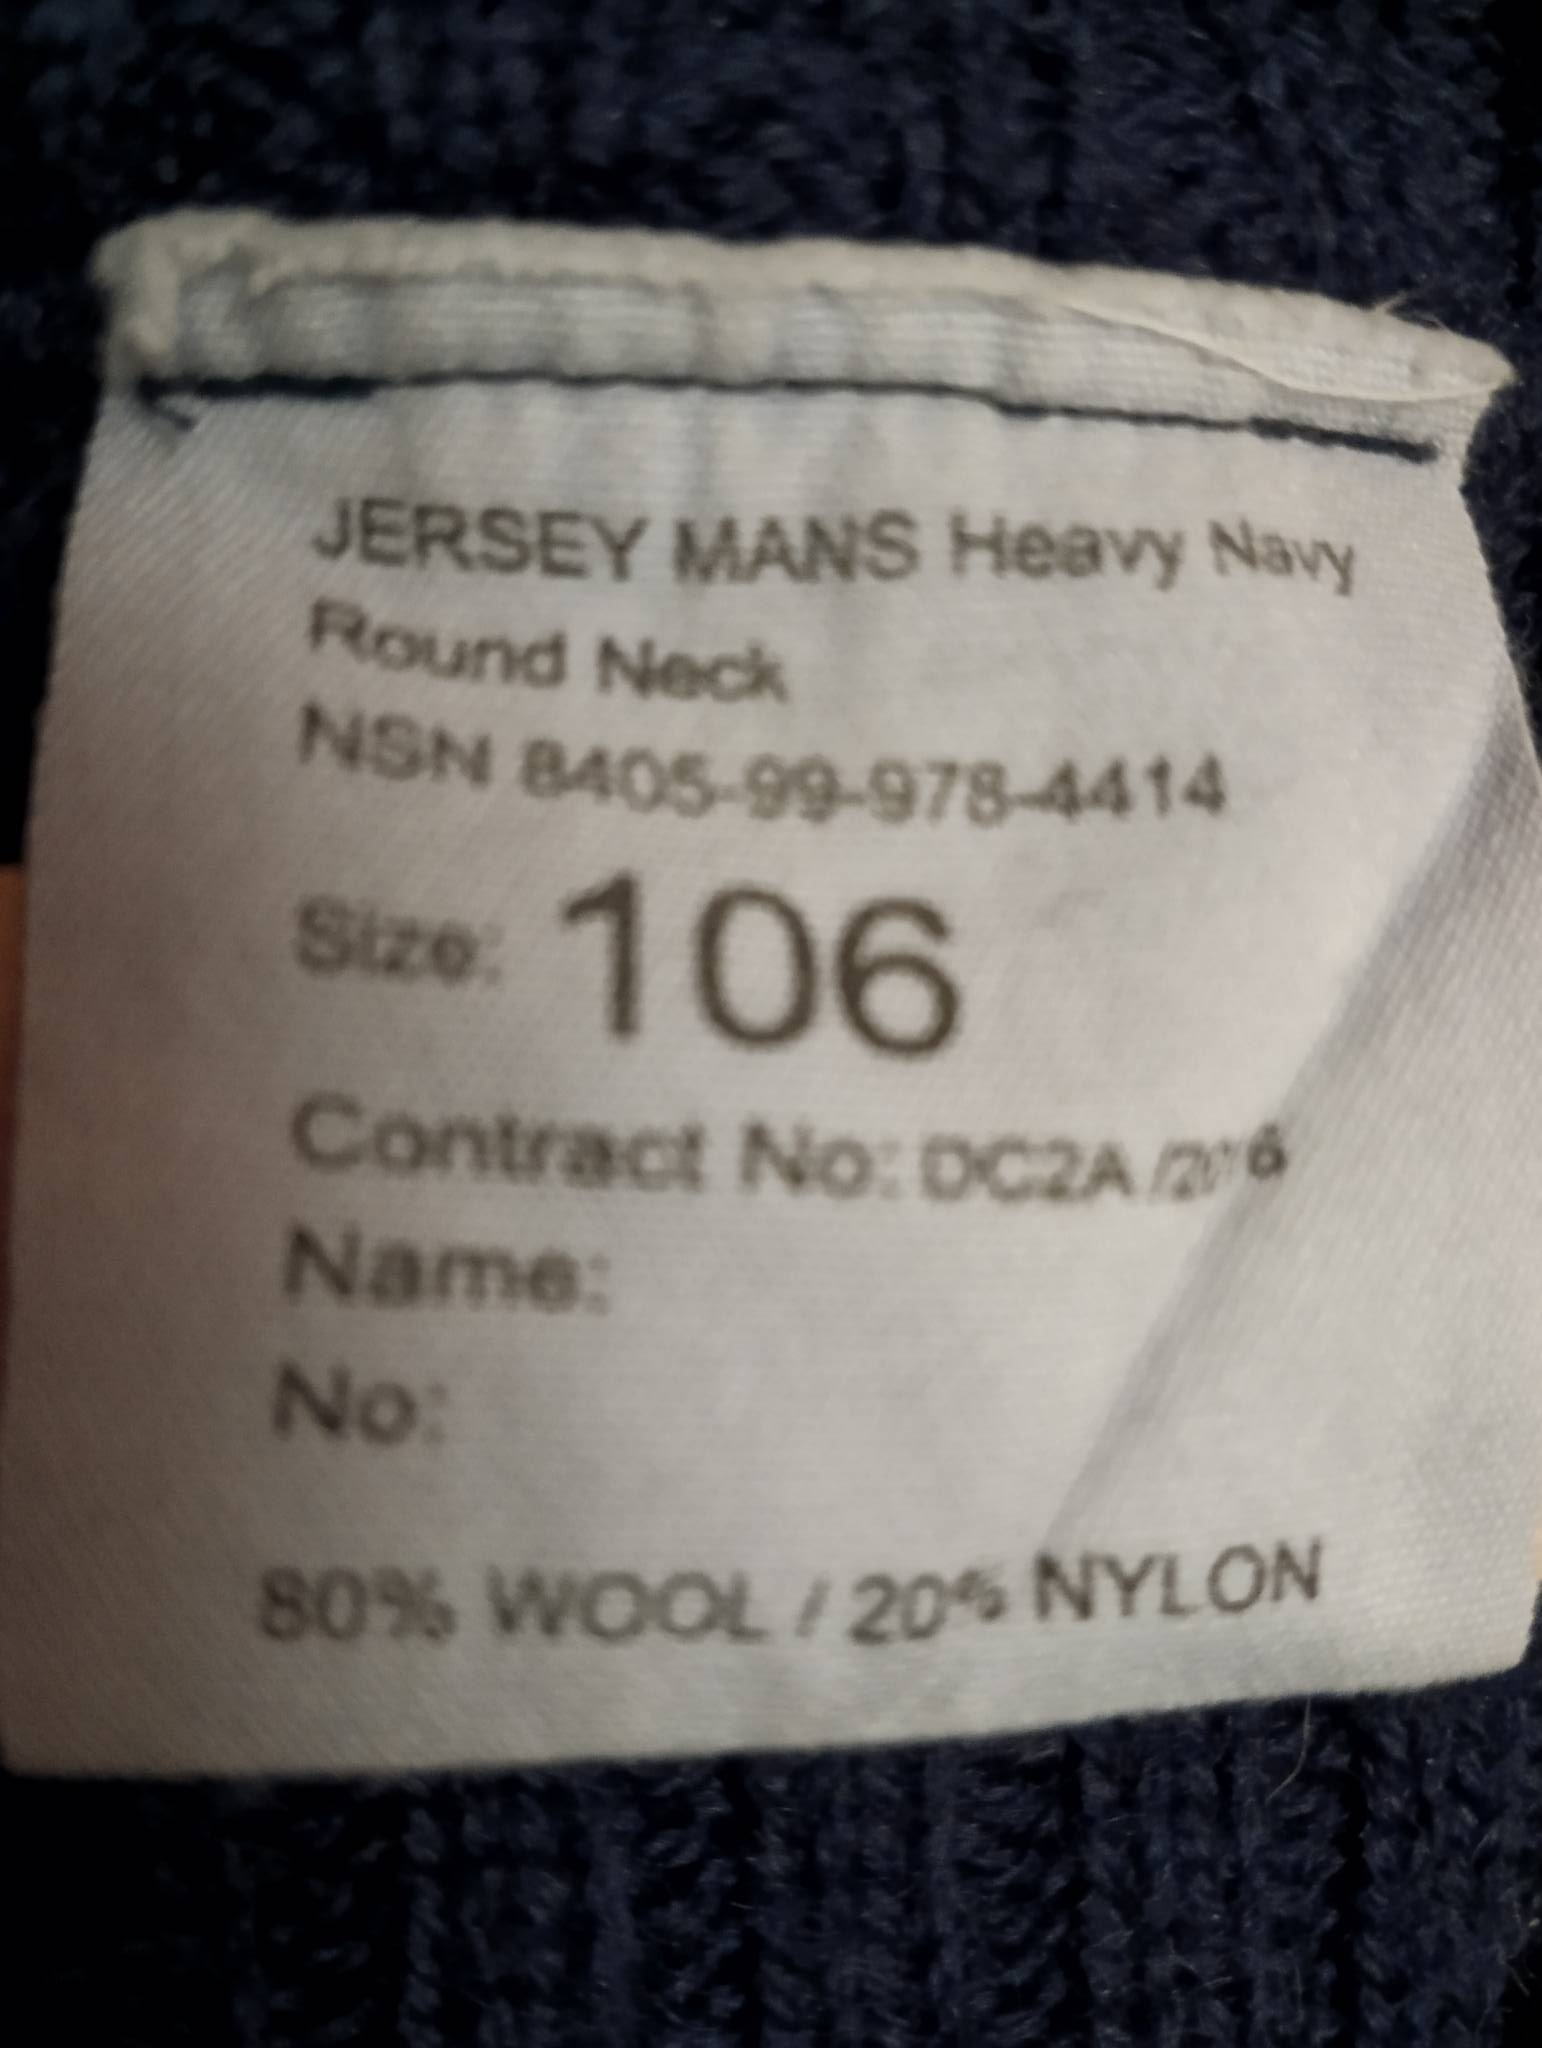 JERSEY MANS Heavy Navy
Round Neck
NSN 8405-99-978-4414
Size: 106
Contract No: DC2A
Name:
No:
80% WOOL / 20% NYLON